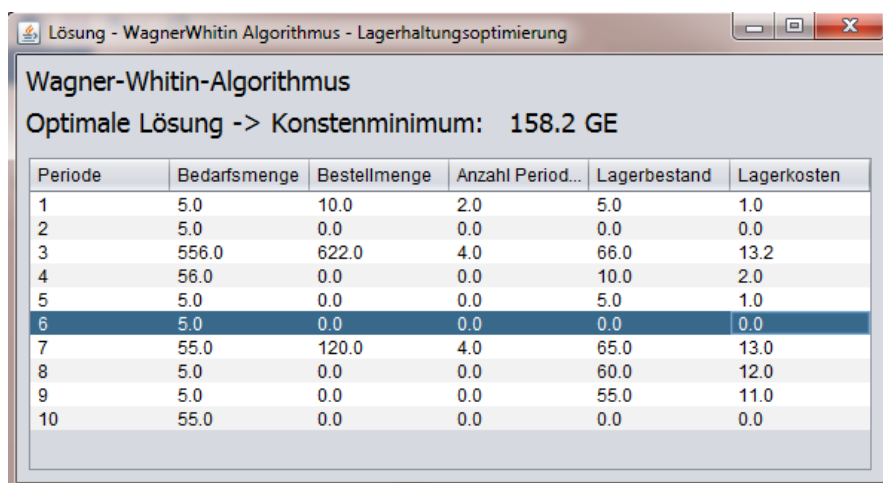 Lösung - WagnerWhitin Algorithmus - Lagerhaltungsoptimierung
Wagner-Whitin-Algorithmus
Optimale Lösung -> Konstenminimum: 158.2 GE
Periode Bedarfsmenge Bestellmenge Anzahl Period... Lagerbestand Lagerkosten
1 5.0 10.0 2.0 5.0 1.0
2 5.0 0.0 0.0 0.0 0.0
3 556.0 622.0 4.0 66.0 13.2
4 56.0 0.0 0.0 10.0 2.0
5 5.0 0.0 0.0 5.0 1.0
6 5.0 0.0 0.0 0.0 0.0
7 55.0 120.0 4.0 65.0 13.0
8 5.0 0.0 0.0 60.0 12.0
9 5.0 0.0 0.0 55.0 11.0
10 55.0 0.0 0.0 0.0 0.0